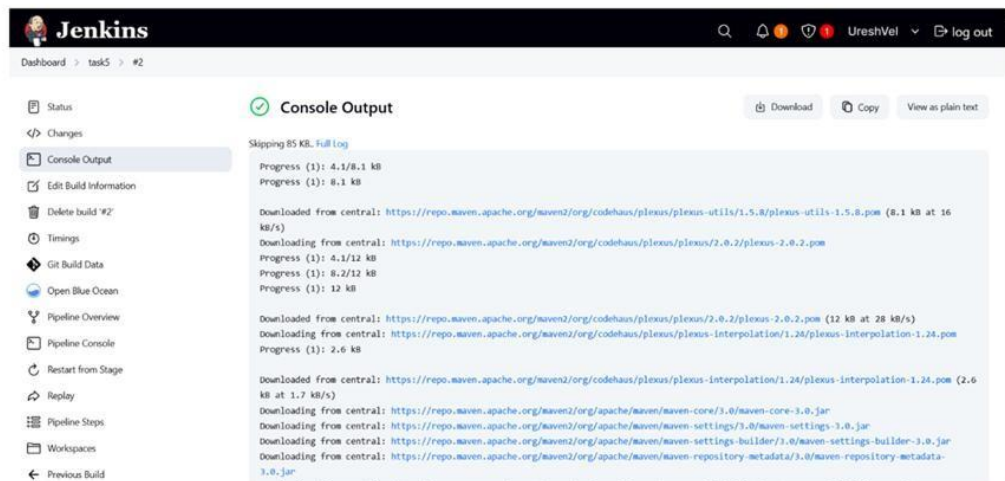 Jenkins
1
1
UreshVel
log out
Dashboard > task5 > #2
Status
Changes
Console Output
Edit Build Information
Delete build '#2'
Timings
Git Build Data
Open Blue Ocean
Pipeline Overview
Pipeline Console
Restart from Stage
Replay
Pipeline Steps
Workspaces
Previous Build
Console Output
Download
Copy
View as plain text
Skipping 85 KB.. Full Log
Progress (1): 4.1/8.1 kB
Progress (1): 8.1 kB
Downloaded from central: https://repo.maven.apache.org/maven2/org/codehaus/plexus/plexus-utils/1.5.8/plexus-utils-1.5.8.pom (8.1 kB at 16
kB/s)
Downloading from central: https://repo.maven.apache.org/maven2/org/codehaus/plexus/plexus/2.0.2/plexus-2.0.2.pom
Progress (1): 4.1/12 kB
Progress (1): 8.2/12 kB
Progress (1): 12 kB
Downloaded from central: https://repo.maven.apache.org/maven2/org/codehaus/plexus/plexus/2.0.2/plexus-2.0.2.pom (12 kB at 28 kB/s)
Downloading from central: https://repo.maven.apache.org/maven2/org/codehaus/plexus/plexus-interpolation/1.24/plexus-interpolation-1.24.pom
Progress (1): 2.6 kB
Downloaded from central: https://repo.maven.apache.org/maven2/org/codehaus/plexus/plexus-interpolation/1.24/plexus-interpolation-1.24.pom (2.6
kB at 1.7 kB/s)
Downloading from central: https://repo.maven.apache.org/maven2/org/apache/maven/maven-core/3.0/maven-core-3.0.jar
Downloading from central: https://repo.maven.apache.org/maven2/org/apache/maven/maven-settings/3.0/maven-settings-3.0.jar
Downloading from central: https://repo.maven.apache.org/maven2/org/apache/maven/maven-settings-builder/3.0/maven-settings-builder-3.0.jar
Downloading from central: https://repo.maven.apache.org/maven2/org/apache/maven/maven-repository-metadata/3.0/maven-repository-metadata-
3.0.jar